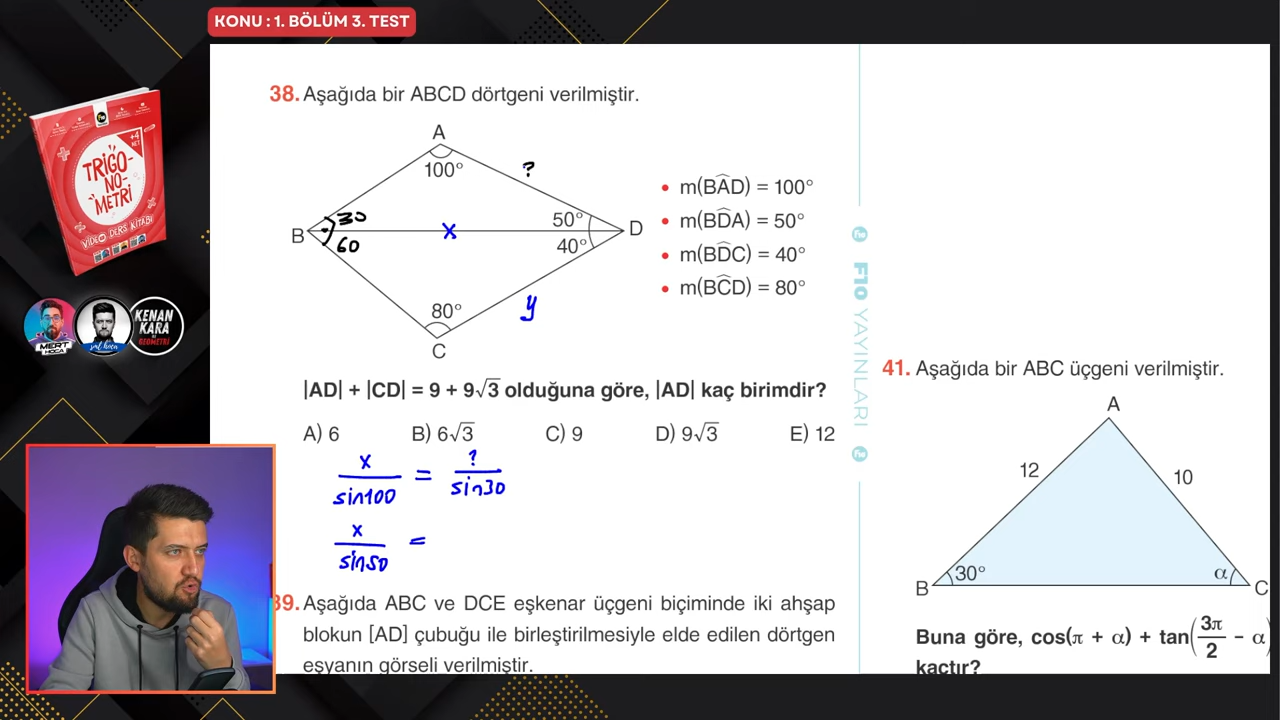 KONU : 1. BÖLÜM 3. TEST
+4 NET
TRİGO-
NO-
METRİ
VİDEO DERS KİTABI
MERT HOCA
KENAN
KARA
GEOMETRİ
38. Aşağıda bir ABCD dörtgeni verilmiştir.
A
100°
?
B
30
60
x
50°
40°
D
y
80°
C
• m(BÂD) = 100°
• m(BD̂A) = 50°
• m(BD̂C) = 40°
• m(BĈD) = 80°
|AD| + |CD| = 9 + 9√3 olduğuna göre, |AD| kaç birimdir?
A) 6 B) 6√3 C) 9 D) 9√3 E) 12
x/sin100 = ?/sin30
x/sin50 =
39. Aşağıda ABC ve DCE eşkenar üçgeni biçiminde iki ahşap
blokun [AD] çubuğu ile birleştirilmesiyle elde edilen dörtgen
eşyanın görseli verilmiştir.
F10 YAYINLARI
41. Aşağıda bir ABC üçgeni verilmiştir.
A
12
10
B
30°
α
C
Buna göre, cos(π + α) + tan(3π/2 - α
kaçtır?